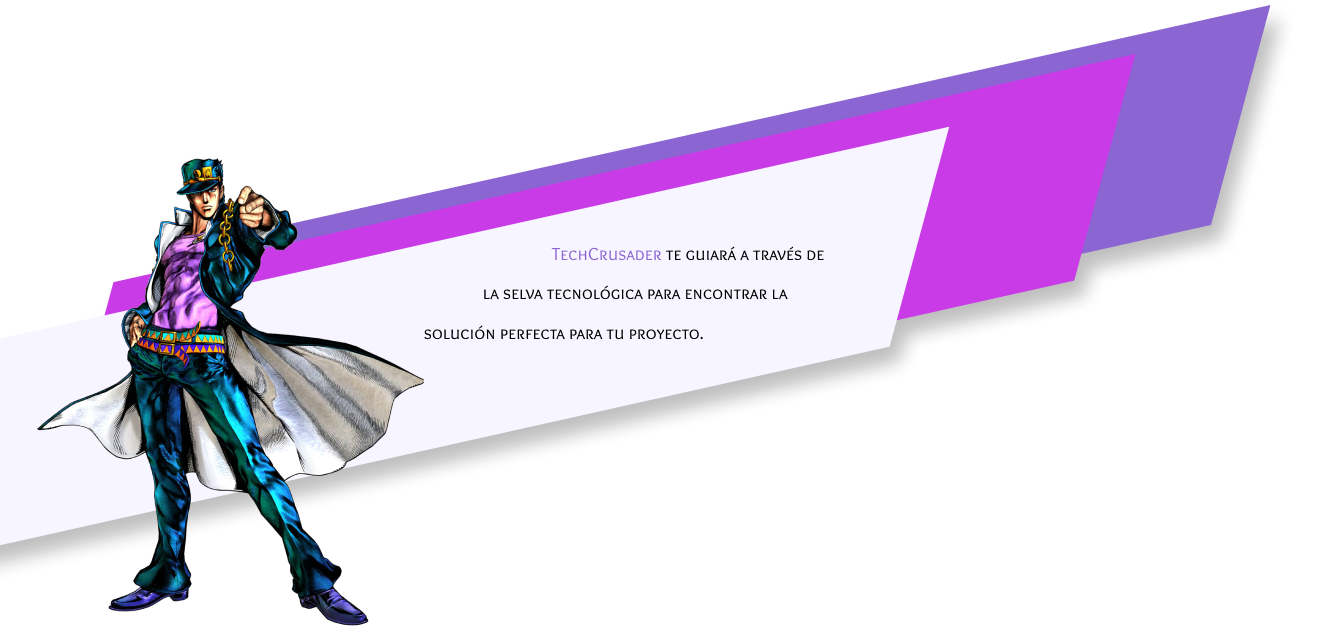 TechCrusader te guiará a través de
la selva tecnológica para encontrar la
solución perfecta para tu proyecto.